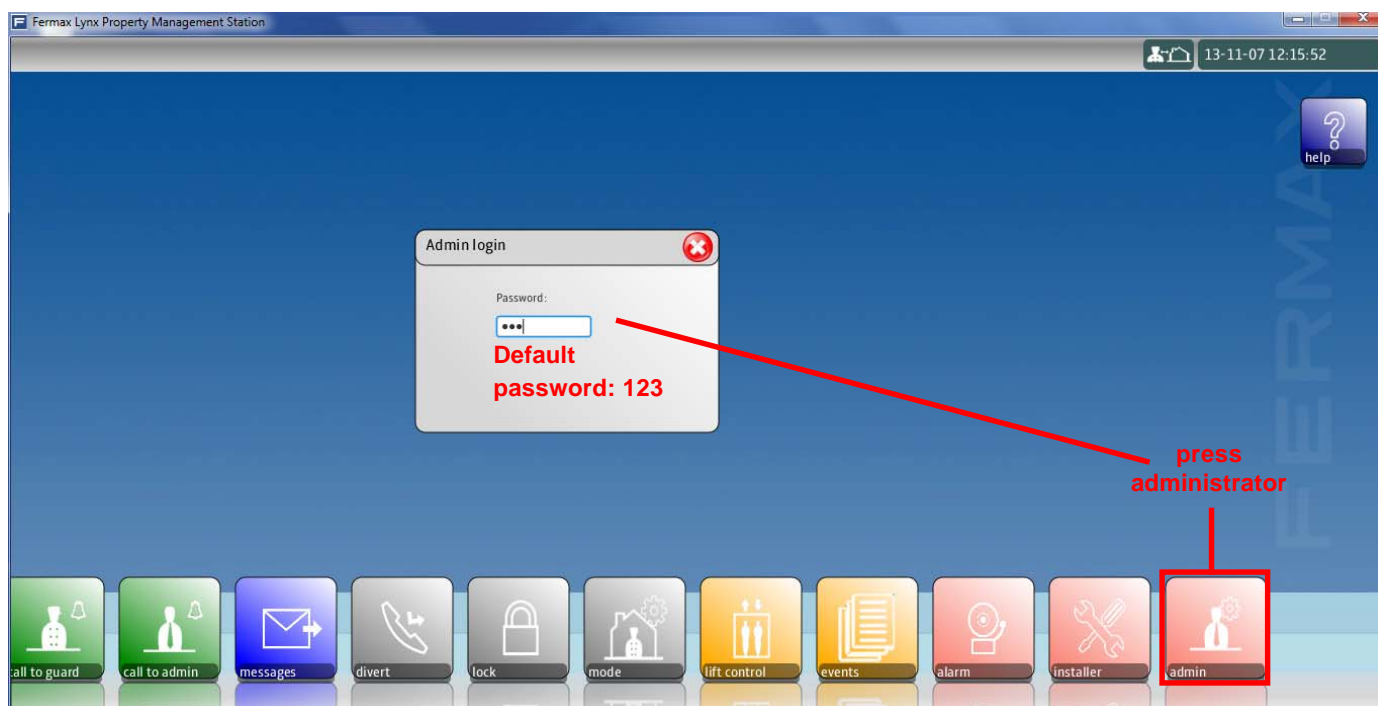 Fermax Lynx Property Management Station
13-11-07 12:15:52
help
FERMAX
Admin login
Password:
Default
password: 123
press
administrator
all to guard
call to admin
messages
divert
lock
mode
lift control
events
alarm
installer
admin